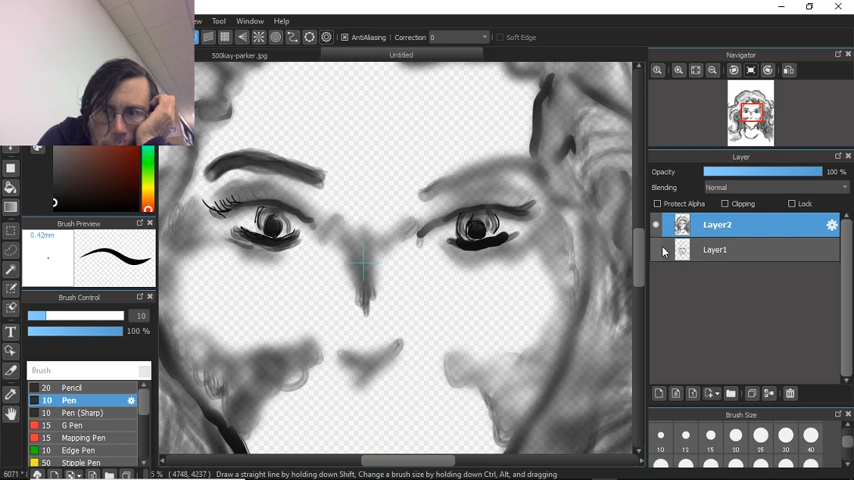 Tool Window Help
AntiAliasing Correction 0 Soft Edge
500kay-parker.jpg Untitled
Navigator
Layer
Opacity 100 %
Blending Normal
Protect Alpha Clipping Lock
Layer2
Layer1
Brush Preview
0.42mm
Brush Control
10
100 %
Brush
20 Pencil
10 Pen
10 Pen (Sharp)
15 G Pen
15 Mapping Pen
10 Edge Pen
50 Stipple Pen
Brush Size
10 12 15 20 25 30 40
(4748, 4237) Draw a straight line by holding down Shift, Change a brush size by holding down Ctrl, Alt, and dragging